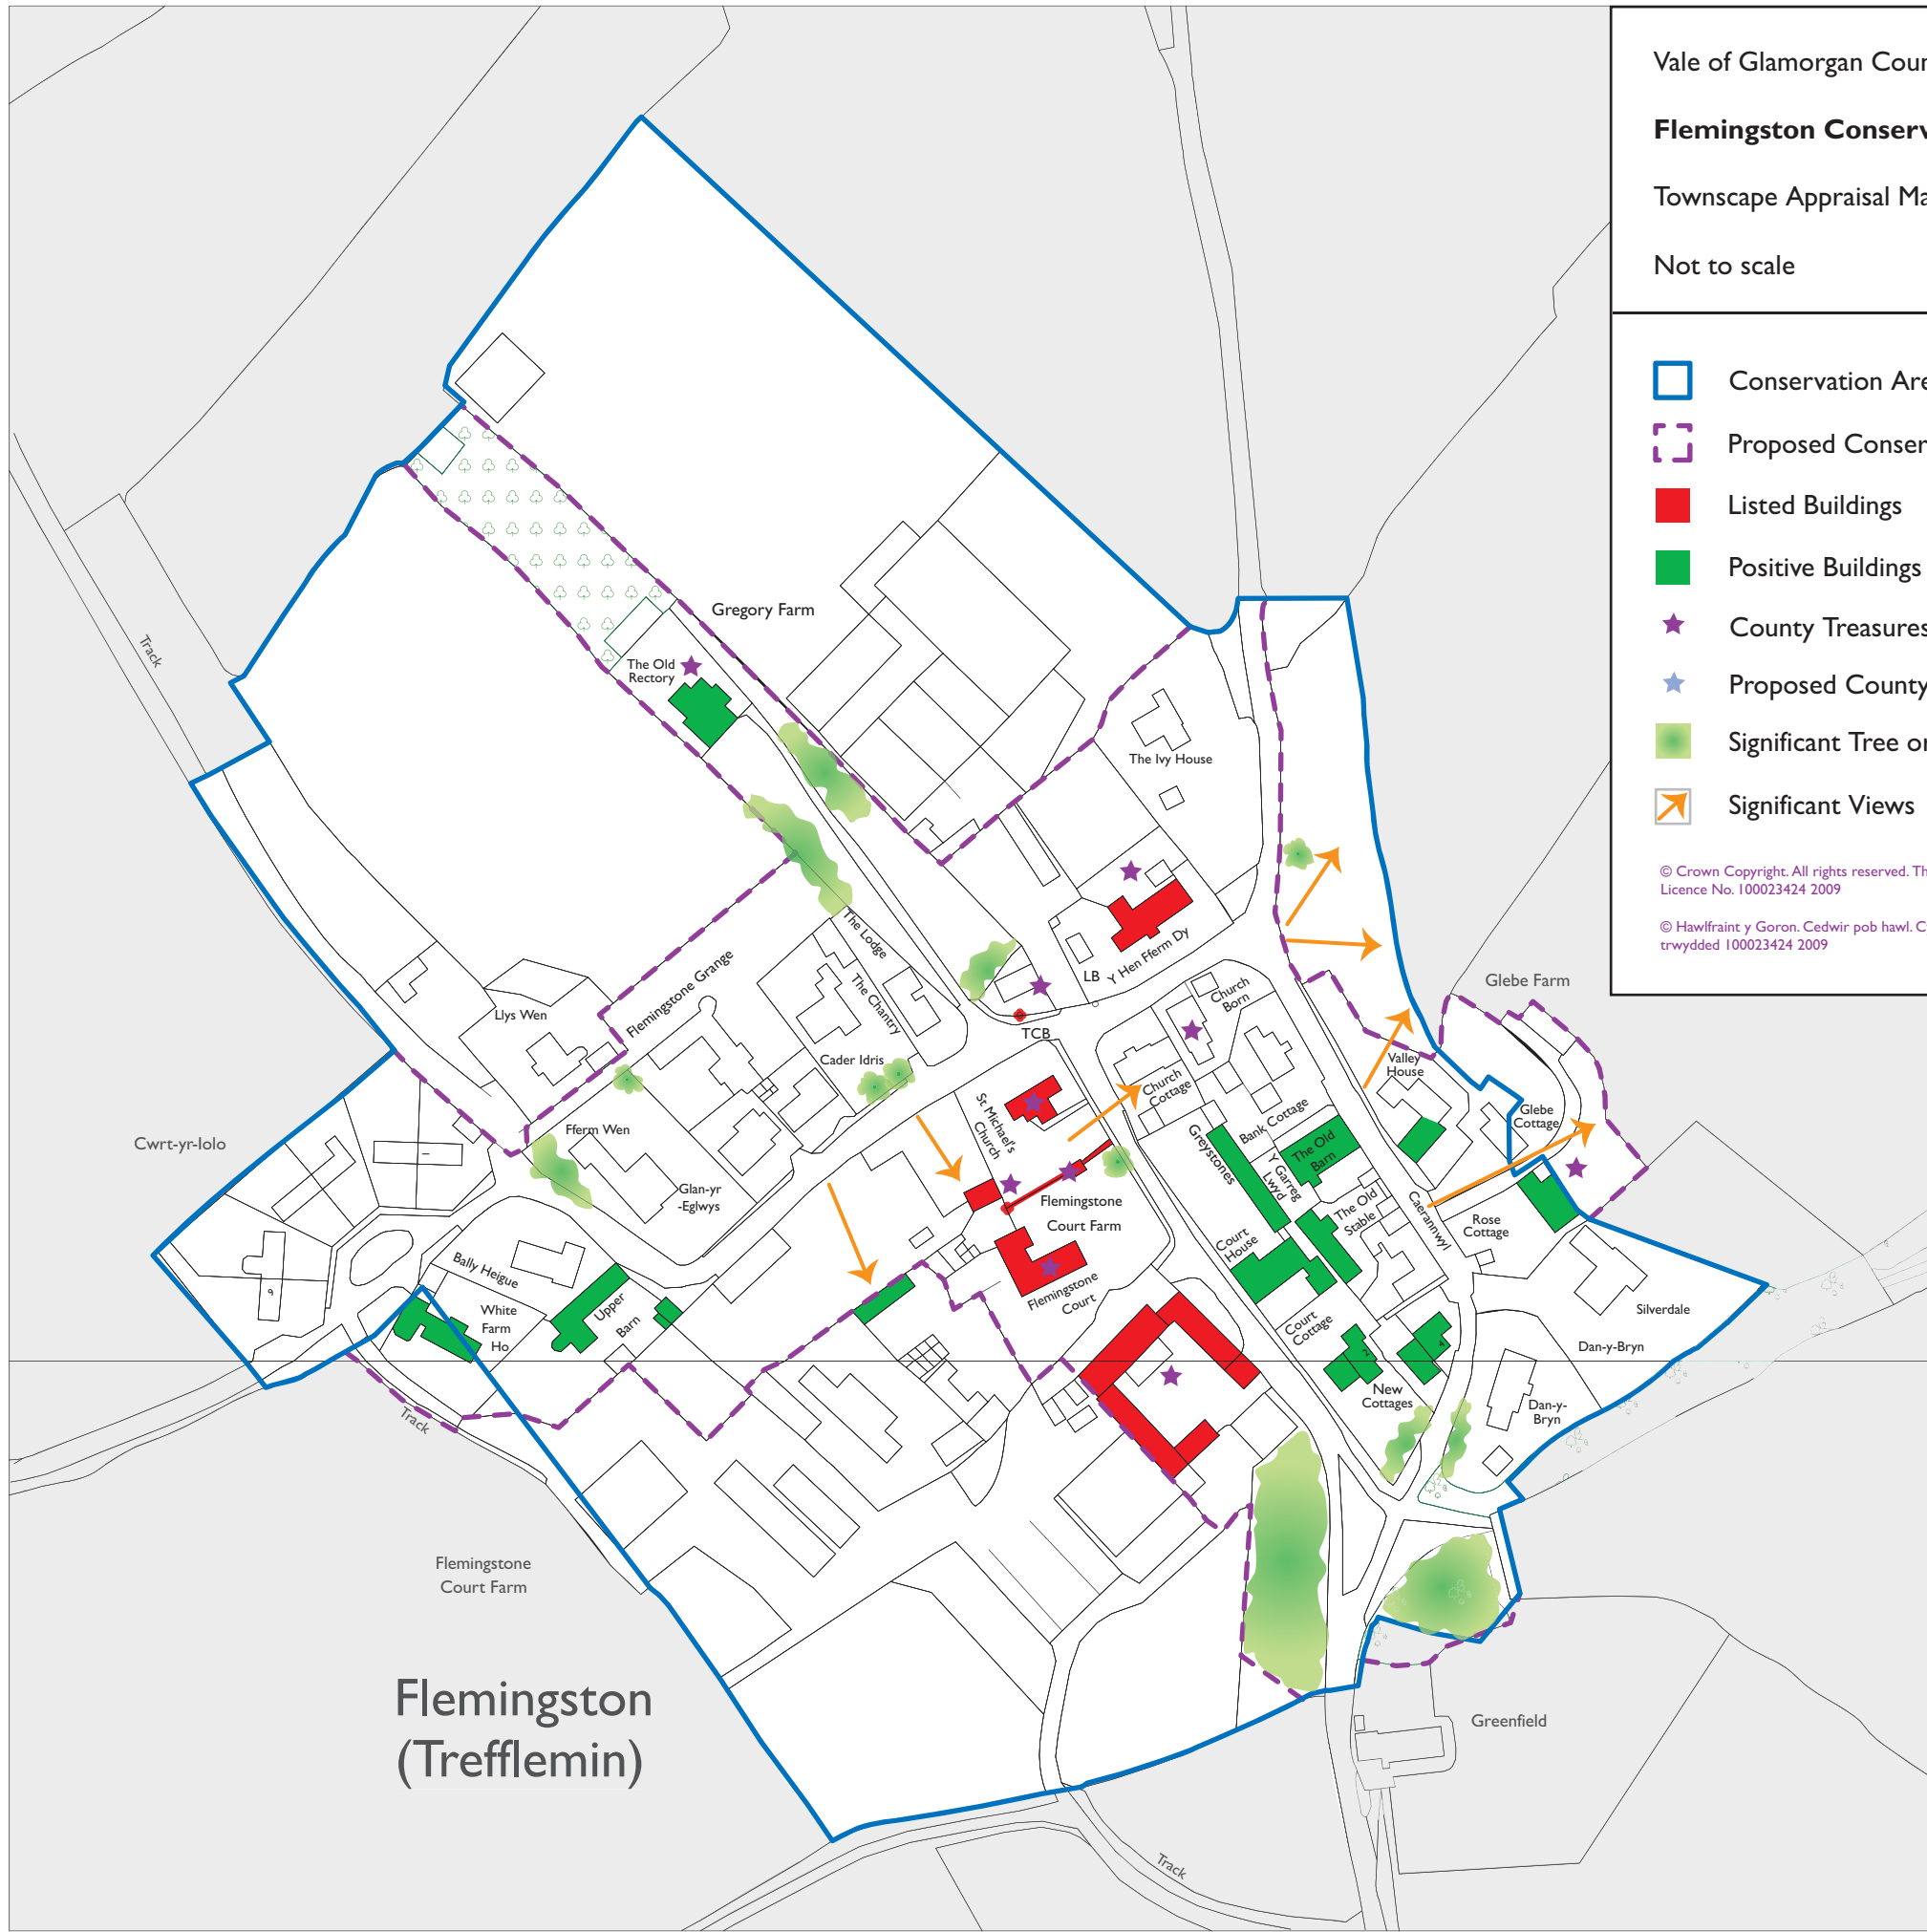 Vale of Glamorgan Coun
Flemingston Conserv
Townscape Appraisal Ma
Not to scale
Conservation Are
Proposed Conser
Listed Buildings
Positive Buildings
County Treasures
Proposed County
Significant Tree or
Significant Views
© Crown Copyright. All rights reserved. Th
Licence No. 100023424 2009
© Hawlfraint y Goron. Cedwir pob hawl. C
trwydded 100023424 2009
Track
Gregory Farm
The Old
Rectory
The Ivy House
The Lodge
The Chantry
LB
Y Hen Fferm Dy
TCB
Church
Born
Glebe Farm
Flemingstone Grange
Llys Wen
Cader Idris
Church
Cottage
Valley
House
Glebe
Cottage
Cwrt-yr-Iolo
Fferm Wen
St Michael's
Church
Greystones
Bank Cottage
The Old
Barn
Y Garreg
Lwyd
Glan-yr
-Eglwys
Flemingstone
Court Farm
The Old
Stable
Caerannwyl
Rose
Cottage
Court
House
Bally Heigue
Flemingstone
Court
White
Farm
Ho
Upper
Barn
1
9
Court
Cottage
2
4
New
Cottages
Silverdale
Dan-y-Bryn
Dan-y-
Bryn
Track
Flemingstone
Court Farm
Flemingston
(Trefflemin)
Greenfield
Track